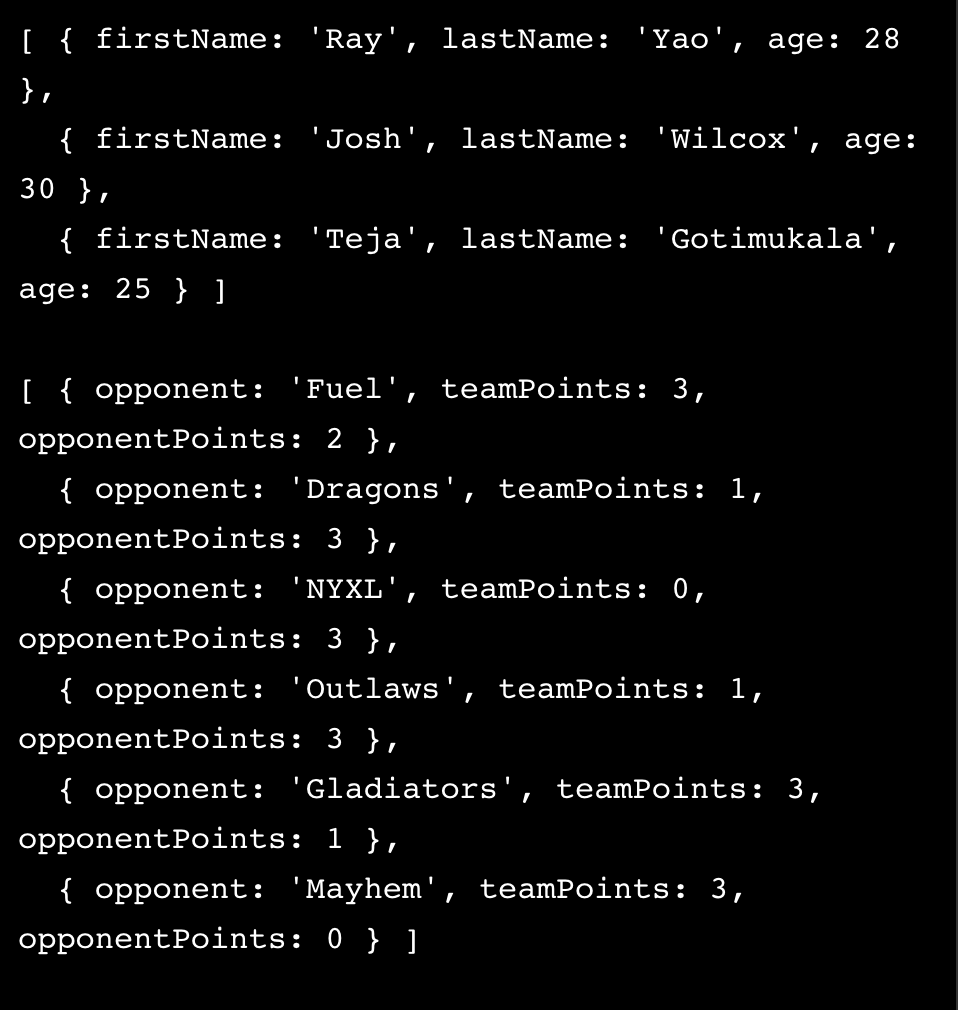 [ { firstName: 'Ray', lastName: 'Yao', age: 28
},
  { firstName: 'Josh', lastName: 'Wilcox', age:
30 },
  { firstName: 'Teja', lastName: 'Gotimukala',
age: 25 } ]

[ { opponent: 'Fuel', teamPoints: 3,
opponentPoints: 2 },
  { opponent: 'Dragons', teamPoints: 1,
opponentPoints: 3 },
  { opponent: 'NYXL', teamPoints: 0,
opponentPoints: 3 },
  { opponent: 'Outlaws', teamPoints: 1,
opponentPoints: 3 },
  { opponent: 'Gladiators', teamPoints: 3,
opponentPoints: 1 },
  { opponent: 'Mayhem', teamPoints: 3,
opponentPoints: 0 } ]